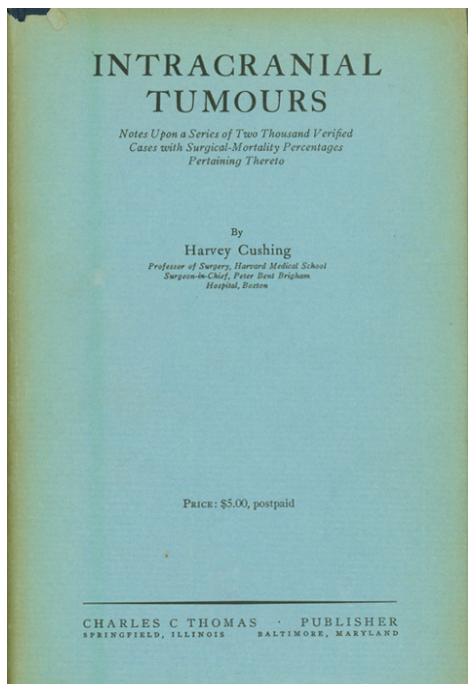 INTRACRANIAL
TUMOURS
Notes Upon a Series of Two Thousand Verified
Cases with Surgical-Mortality Percentages
Pertaining Thereto
By
Harvey Cushing
Professor of Surgery, Harvard Medical School
Surgeon-in-Chief, Peter Bent Brigham
Hospital, Boston
PRICE: $5.00, postpaid
CHARLES C THOMAS · PUBLISHER
SPRINGFIELD, ILLINOIS BALTIMORE, MARYLAND